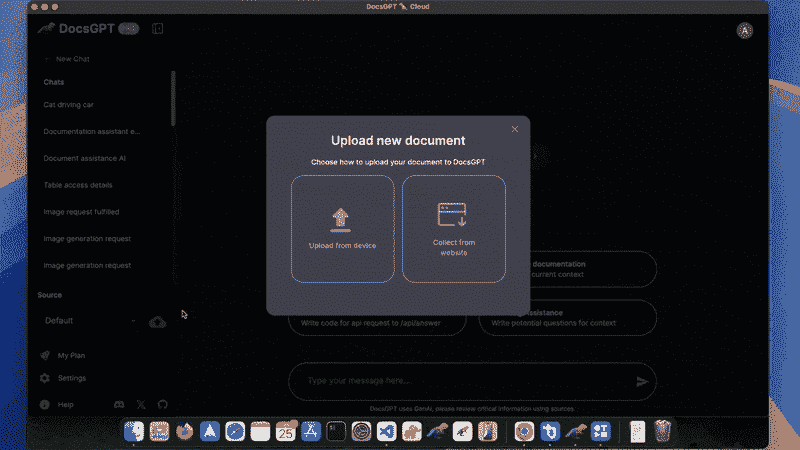 DocsGPT 🦖 Cloud
DocsGPT
A
New Chat
Chats
Cat driving car
Documentation assistant e...
Document assistance AI
Table access details
Image request fulfilled
Image generation request
Image generation request
Source
Default
My Plan
Settings
Help
Upload new document
Choose how to upload your document to DocsGPT
Upload from device
Collect from
website
documentation
current context
Write code for api request to /api/answer
Write potential questions for context
Type your message here...
DocsGPT uses GenAI, please review critical information using sources.
25